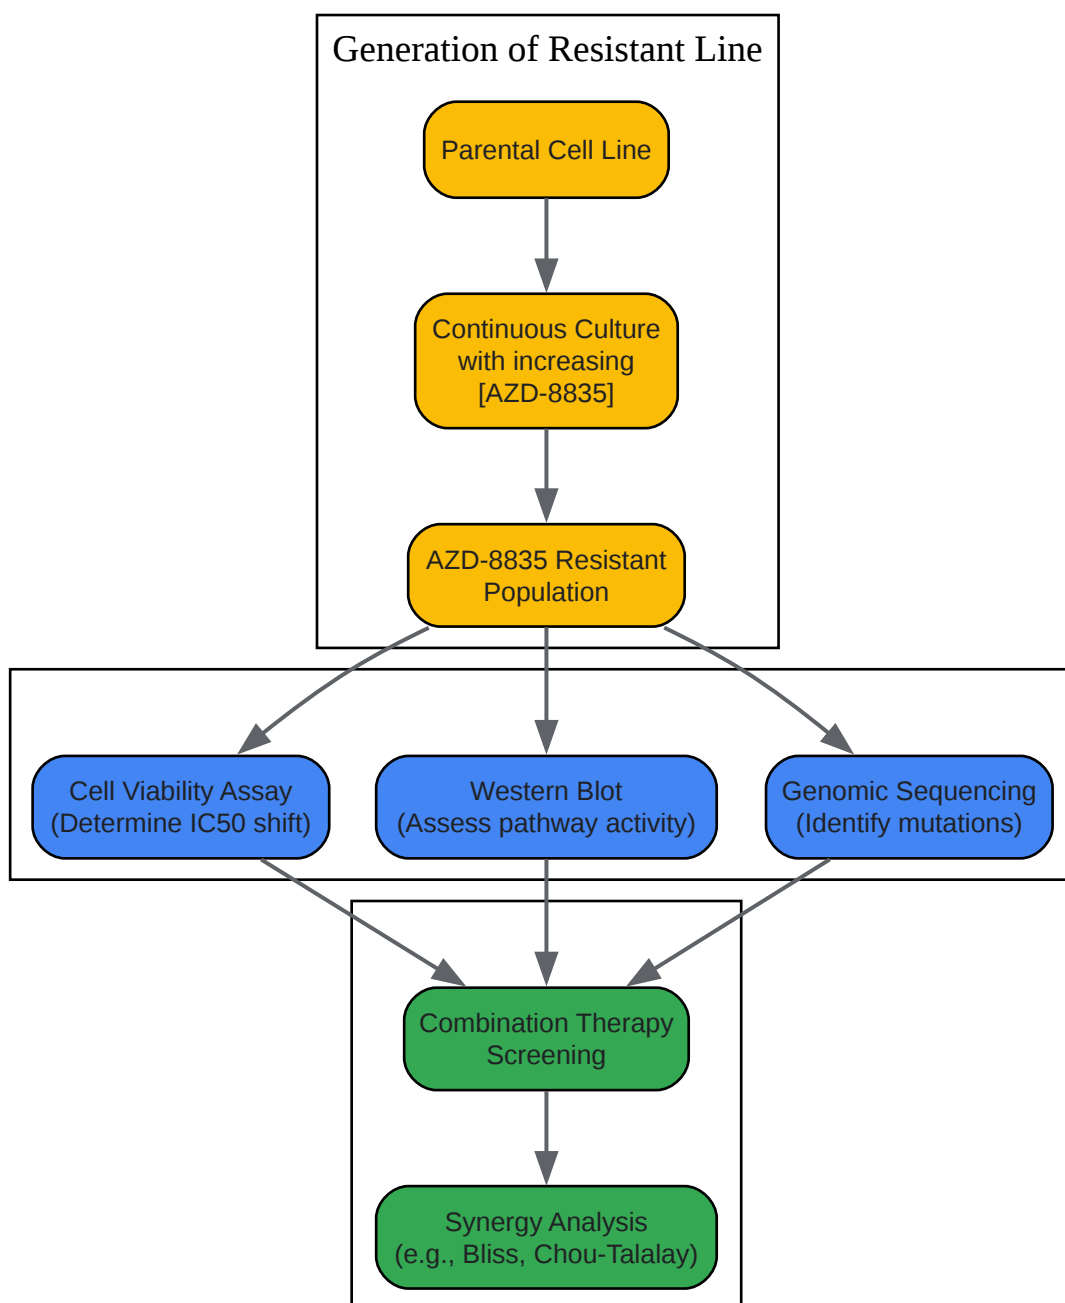 Generation of Resistant Line
Parental Cell Line
Continuous Culture
with increasing
[AZD-8835]
AZD-8835 Resistant
Population
Cell Viability Assay
(Determine IC50 shift)
Western Blot
(Assess pathway activity)
Genomic Sequencing
(Identify mutations)
Combination Therapy
Screening
Synergy Analysis
(e.g., Bliss, Chou-Talalay)